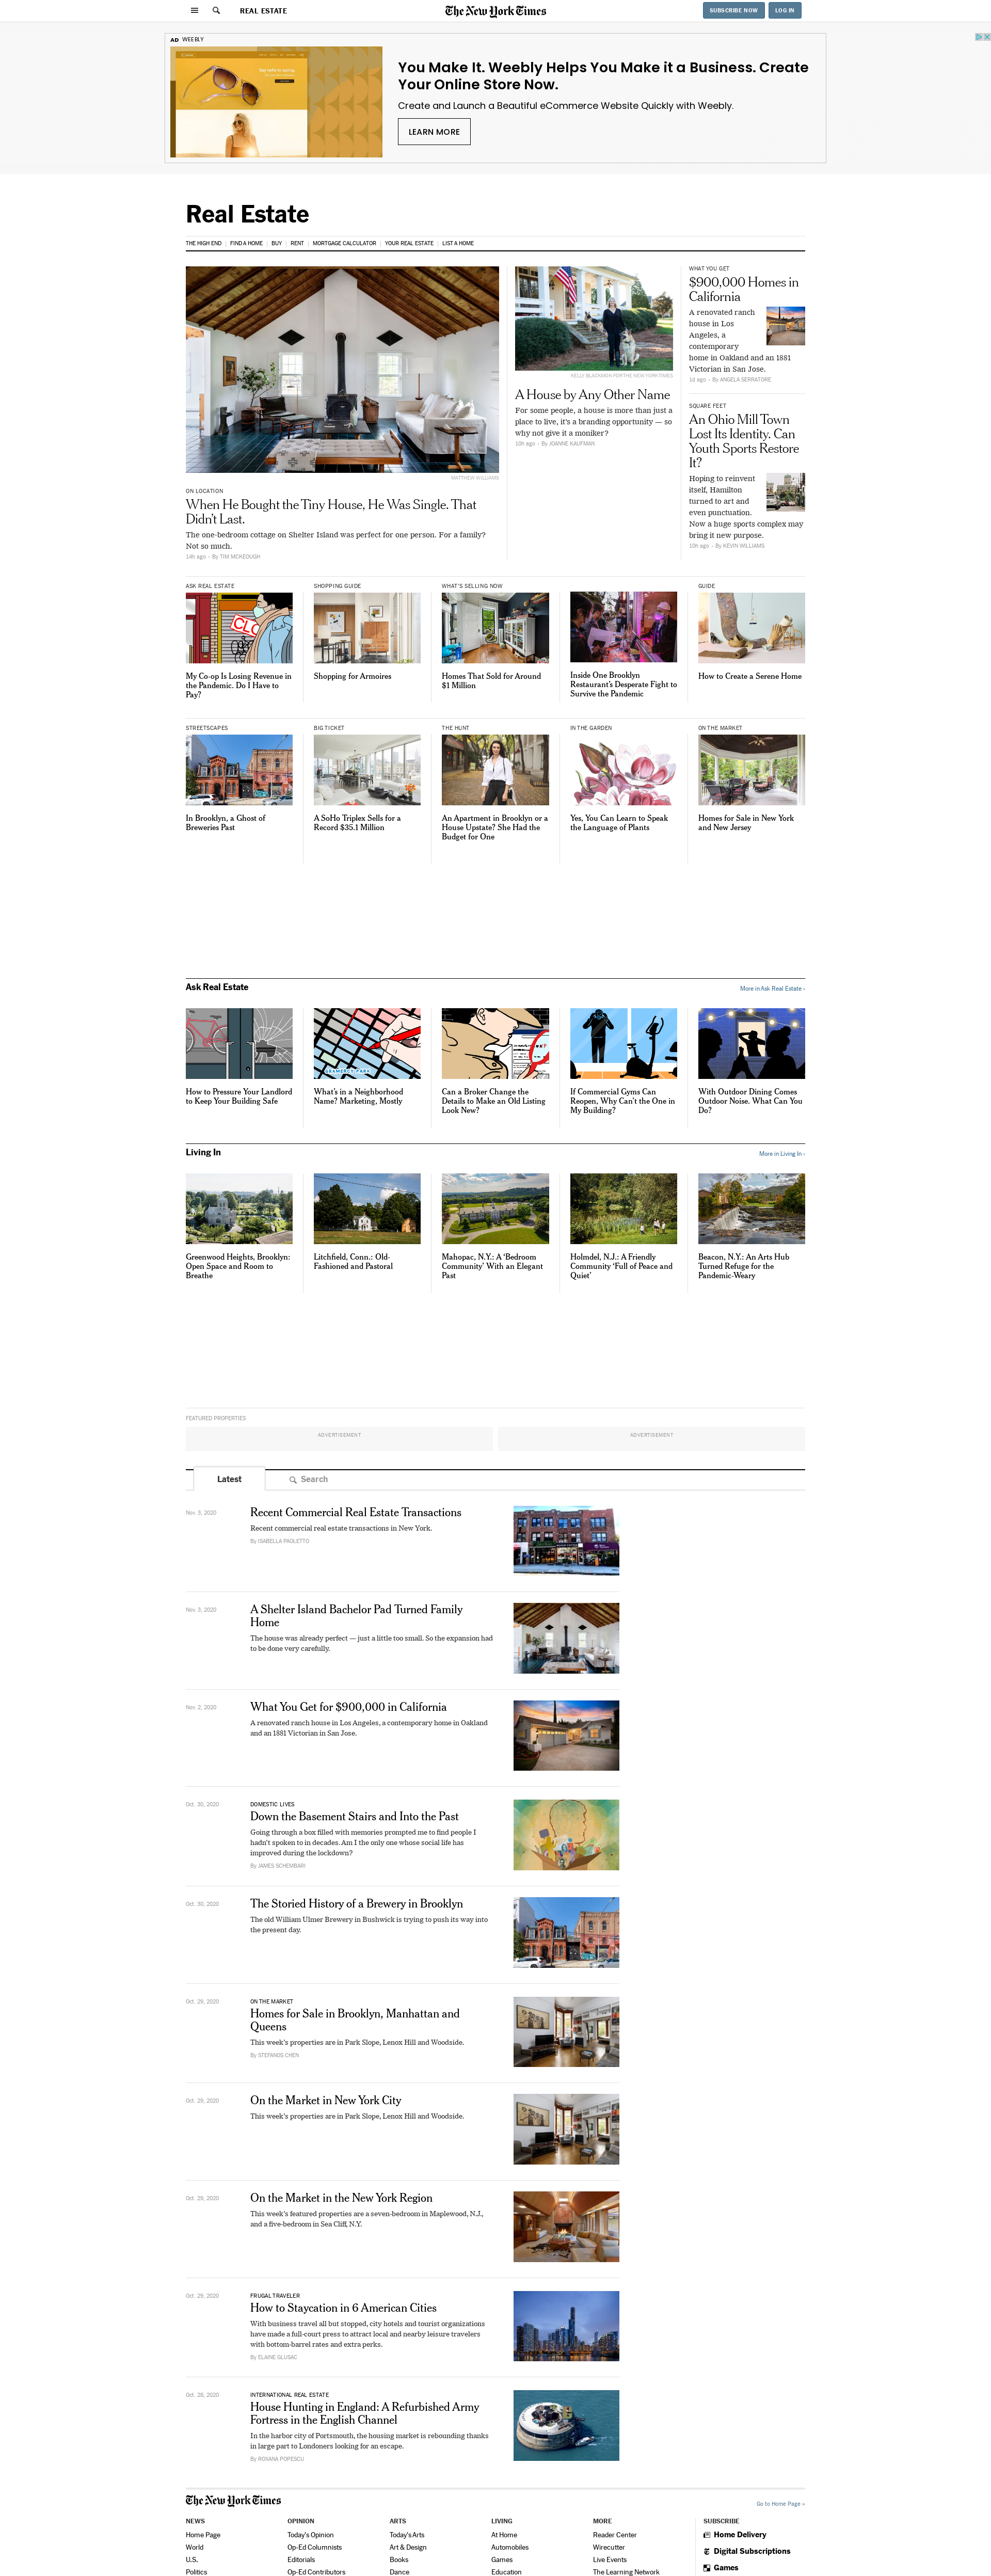 REAL ESTATE
The New York Times
SUBSCRIBE NOW
LOG IN
AD WEEBLY
You Make It. Weebly Helps You Make it a Business. Create
Your Online Store Now.
Create and Launch a Beautiful eCommerce Website Quickly with Weebly.
LEARN MORE
Real Estate
THE HIGH END
FIND A HOME
BUY
RENT
MORTGAGE CALCULATOR
YOUR REAL ESTATE
LIST A HOME
MATTHEW WILLIAMS
ON LOCATION
When He Bought the Tiny House, He Was Single. That
Didn't Last.
The one-bedroom cottage on Shelter Island was perfect for one person. For a family?
Not so much.
14h ago · By TIM MCKEOUGH
KELLY BLACKMON FOR THE NEW YORK TIMES
A House by Any Other Name
For some people, a house is more than just a
place to live, it's a branding opportunity — so
why not give it a moniker?
10h ago · By JOANNE KAUFMAN
WHAT YOU GET
$900,000 Homes in
California
A renovated ranch
house in Los
Angeles, a
contemporary
home in Oakland and an 1881
Victorian in San Jose.
1d ago · By ANGELA SERRATORE
SQUARE FEET
An Ohio Mill Town
Lost Its Identity. Can
Youth Sports Restore
It?
Hoping to reinvent
itself, Hamilton
turned to art and
even punctuation.
Now a huge sports complex may
bring it new purpose.
10h ago · By KEVIN WILLIAMS
ASK REAL ESTATE
CLO
My Co-op Is Losing Revenue in
the Pandemic. Do I Have to
Pay?
SHOPPING GUIDE
Shopping for Armoires
WHAT'S SELLING NOW
Homes That Sold for Around
$1 Million
Inside One Brooklyn
Restaurant's Desperate Fight to
Survive the Pandemic
GUIDE
How to Create a Serene Home
STREETSCAPES
In Brooklyn, a Ghost of
Breweries Past
BIG TICKET
A SoHo Triplex Sells for a
Record $35.1 Million
THE HUNT
An Apartment in Brooklyn or a
House Upstate? She Had the
Budget for One
IN THE GARDEN
Yes, You Can Learn to Speak
the Language of Plants
ON THE MARKET
Homes for Sale in New York
and New Jersey
Ask Real Estate
More in Ask Real Estate ›
How to Pressure Your Landlord
to Keep Your Building Safe
GRAMERCY PARK
What's in a Neighborhood
Name? Marketing, Mostly
Can a Broker Change the
Details to Make an Old Listing
Look New?
If Commercial Gyms Can
Reopen, Why Can't the One in
My Building?
With Outdoor Dining Comes
Outdoor Noise. What Can You
Do?
Living In
More in Living In ›
Greenwood Heights, Brooklyn:
Open Space and Room to
Breathe
Litchfield, Conn.: Old-
Fashioned and Pastoral
Mahopac, N.Y.: A 'Bedroom
Community' With an Elegant
Past
Holmdel, N.J.: A Friendly
Community 'Full of Peace and
Quiet'
Beacon, N.Y.: An Arts Hub
Turned Refuge for the
Pandemic-Weary
FEATURED PROPERTIES
ADVERTISEMENT
ADVERTISEMENT
Latest
Search
Nov. 3, 2020
Recent Commercial Real Estate Transactions
Recent commercial real estate transactions in New York.
By ISABELLA PAOLETTO
Nov. 3, 2020
A Shelter Island Bachelor Pad Turned Family
Home
The house was already perfect — just a little too small. So the expansion had
to be done very carefully.
Nov. 2, 2020
What You Get for $900,000 in California
A renovated ranch house in Los Angeles, a contemporary home in Oakland
and an 1881 Victorian in San Jose.
Oct. 30, 2020
DOMESTIC LIVES
Down the Basement Stairs and Into the Past
Going through a box filled with memories prompted me to find people I
hadn't spoken to in decades. Am I the only one whose social life has
improved during the lockdown?
By JAMES SCHEMBARI
Oct. 30, 2020
The Storied History of a Brewery in Brooklyn
The old William Ulmer Brewery in Bushwick is trying to push its way into
the present day.
Oct. 29, 2020
ON THE MARKET
Homes for Sale in Brooklyn, Manhattan and
Queens
This week's properties are in Park Slope, Lenox Hill and Woodside.
By STEFANOS CHEN
Oct. 29, 2020
On the Market in New York City
This week's properties are in Park Slope, Lenox Hill and Woodside.
Oct. 29, 2020
On the Market in the New York Region
This week's featured properties are a seven-bedroom in Maplewood, N.J.,
and a five-bedroom in Sea Cliff, N.Y.
Oct. 29, 2020
FRUGAL TRAVELER
How to Staycation in 6 American Cities
With business travel all but stopped, city hotels and tourist organizations
have made a full-court press to attract local and nearby leisure travelers
with bottom-barrel rates and extra perks.
By ELAINE GLUSAC
Oct. 28, 2020
INTERNATIONAL REAL ESTATE
House Hunting in England: A Refurbished Army
Fortress in the English Channel
In the harbor city of Portsmouth, the housing market is rebounding thanks
in large part to Londoners looking for an escape.
By ROXANA POPESCU
The New York Times
Go to Home Page »
NEWS
Home Page
World
U.S.
Politics
OPINION
Today's Opinion
Op-Ed Columnists
Editorials
Op-Ed Contributors
ARTS
Today's Arts
Art & Design
Books
Dance
LIVING
At Home
Automobiles
Games
Education
MORE
Reader Center
Wirecutter
Live Events
The Learning Network
SUBSCRIBE
Home Delivery
Digital Subscriptions
Games